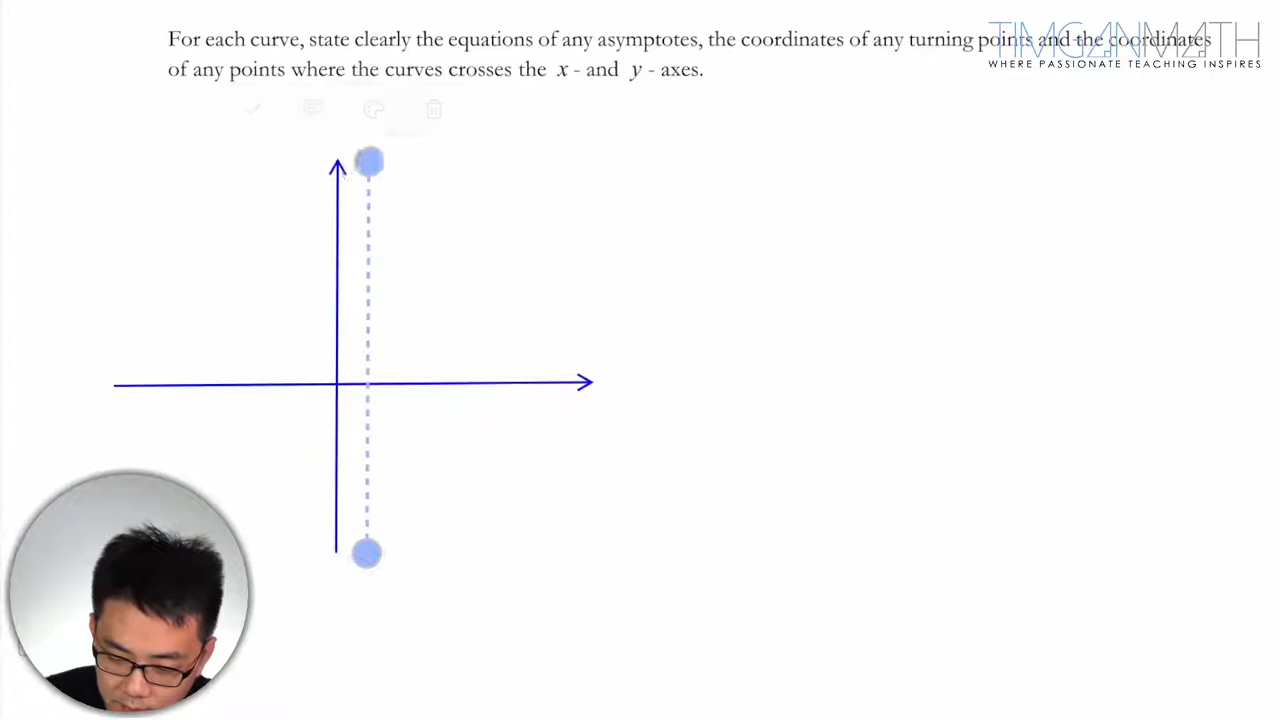 TIMGANMATH
WHERE PASSIONATE TEACHING INSPIRES
For each curve, state clearly the equations of any asymptotes, the coordinates of any turning points and the coordinates
of any points where the curves crosses the x - and y - axes.